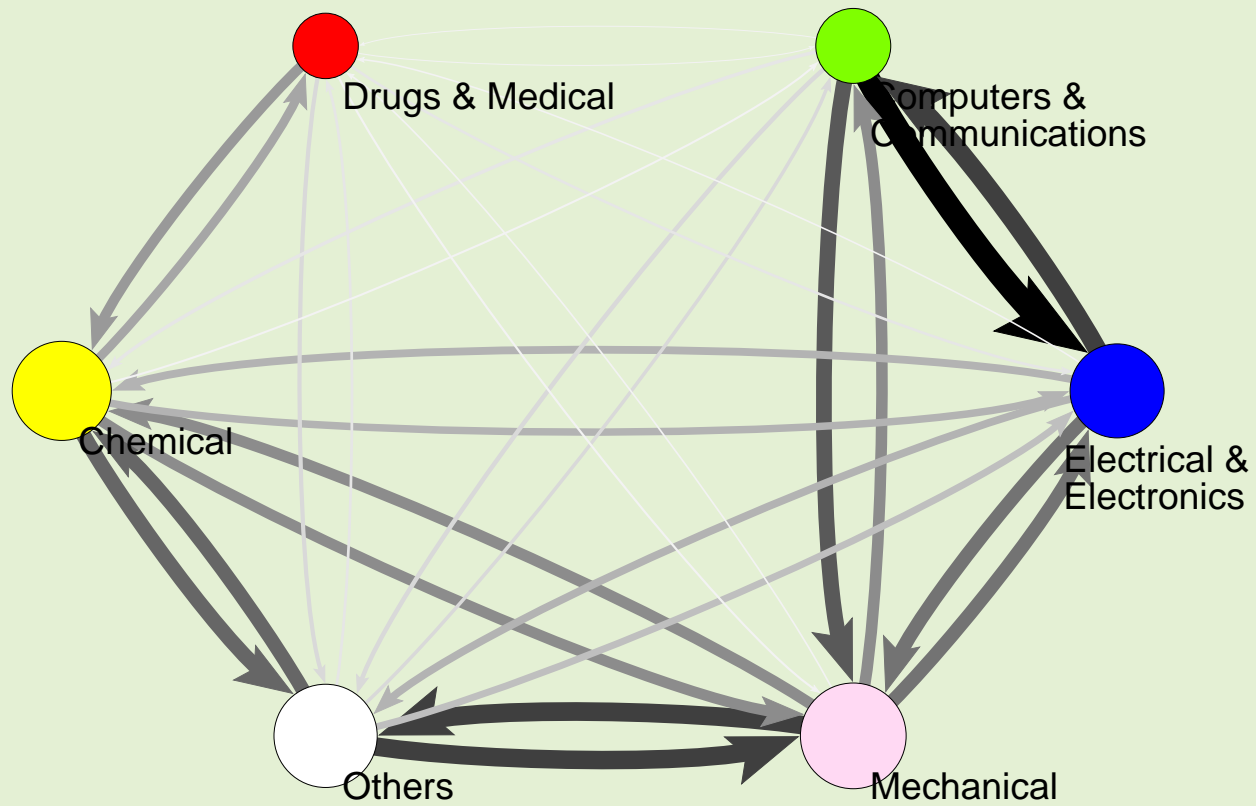 Drugs & Medical
Computers &
Communications
Chemical
Electrical &
Electronics
Others
Mechanical